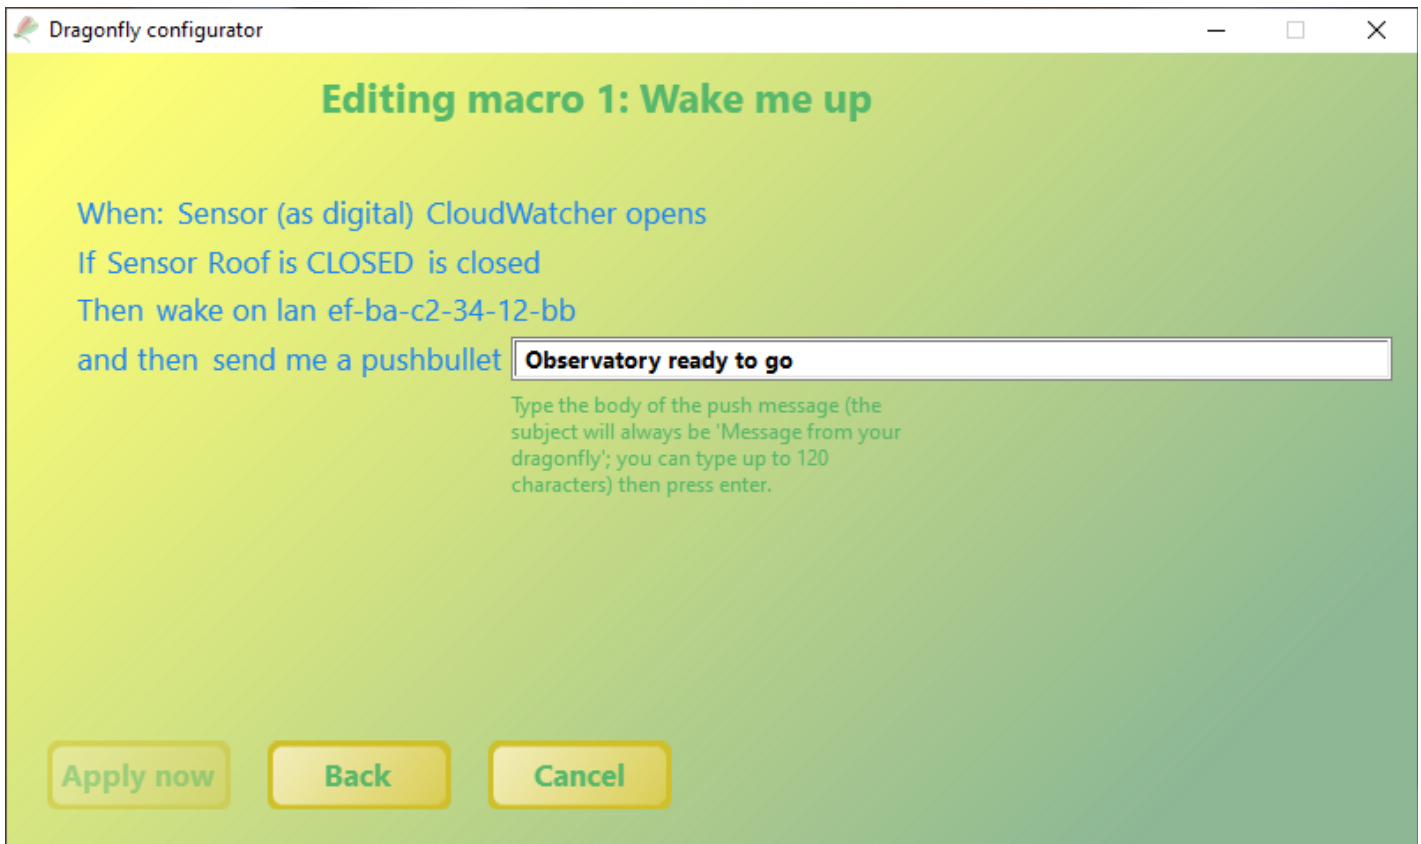 Dragonfly configurator
Editing macro 1: Wake me up
When: Sensor (as digital) CloudWatcher opens
If Sensor Roof is CLOSED is closed
Then wake on lan ef-ba-c2-34-12-bb
and then send me a pushbullet Observatory ready to go
Type the body of the push message (the
subject will always be 'Message from your
dragonfly'; you can type up to 120
characters) then press enter.
Apply now Back Cancel